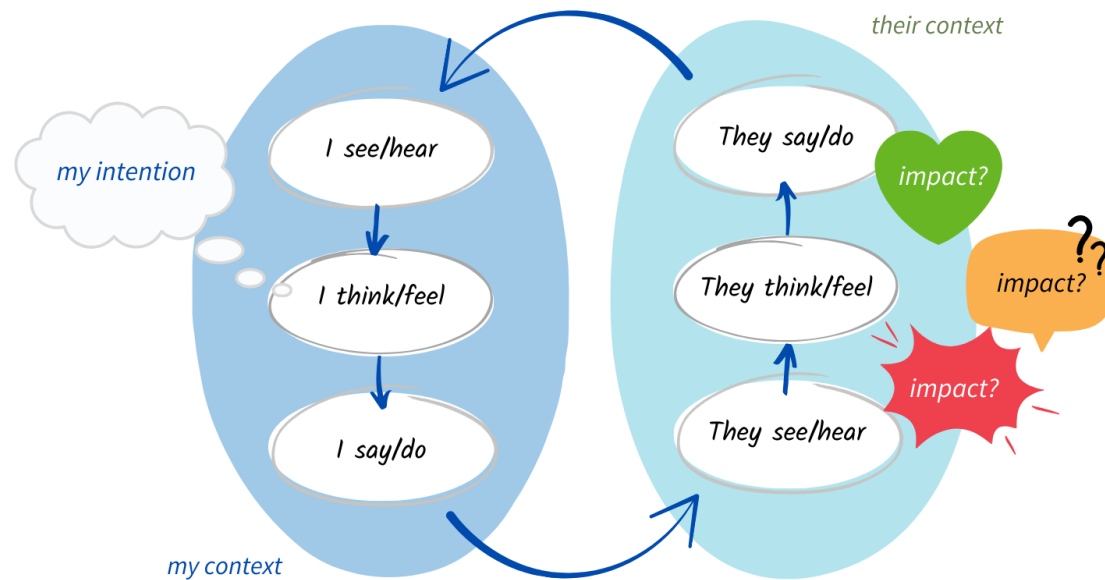 their context
my intention
I see/hear
They say/do
impact?
??
I think/feel
They think/feel
impact?
impact?
I say/do
They see/hear
my context